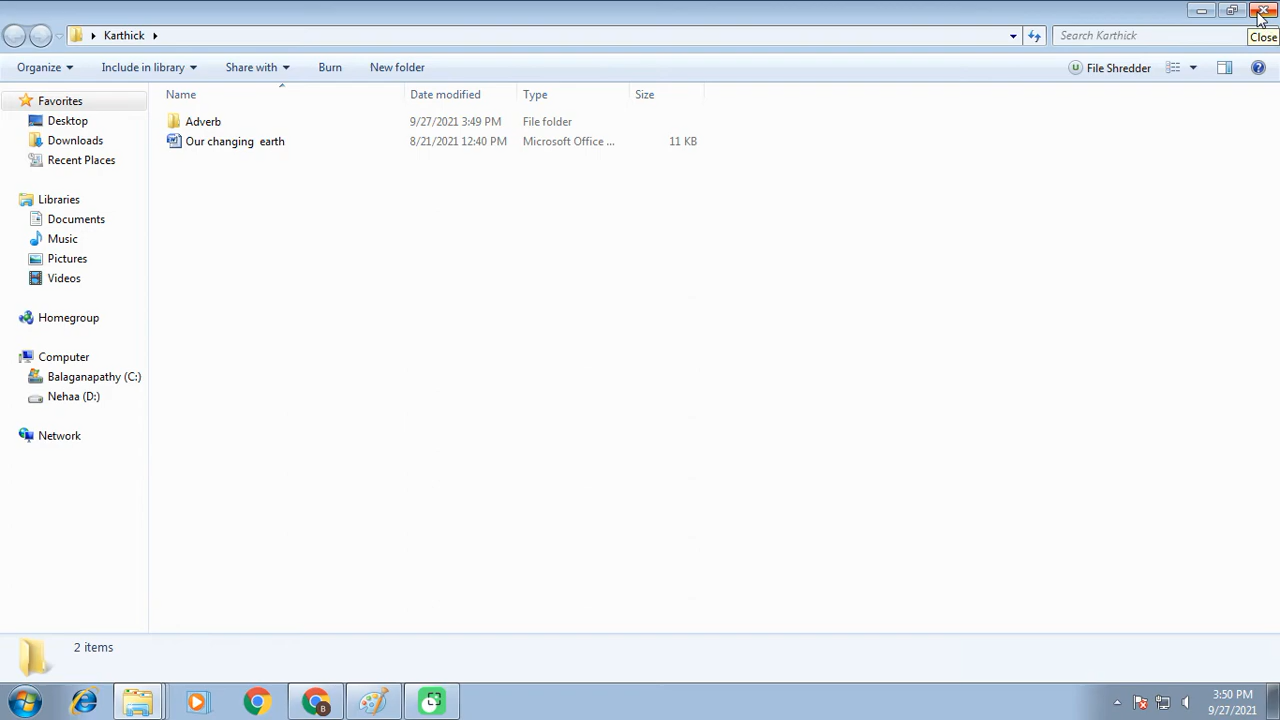 Karthick
Search Karthick
Close
Organize Include in library Share with Burn New folder File Shredder
Name Date modified Type Size
Favorites
Desktop
Downloads
Recent Places
Libraries
Documents
Music
Pictures
Videos
Homegroup
Computer
Balaganapathy (C:)
Nehaa (D:)
Network
Adverb 9/27/2021 3:49 PM File folder
Our changing earth 8/21/2021 12:40 PM Microsoft Office ... 11 KB
2 items
3:50 PM
9/27/2021